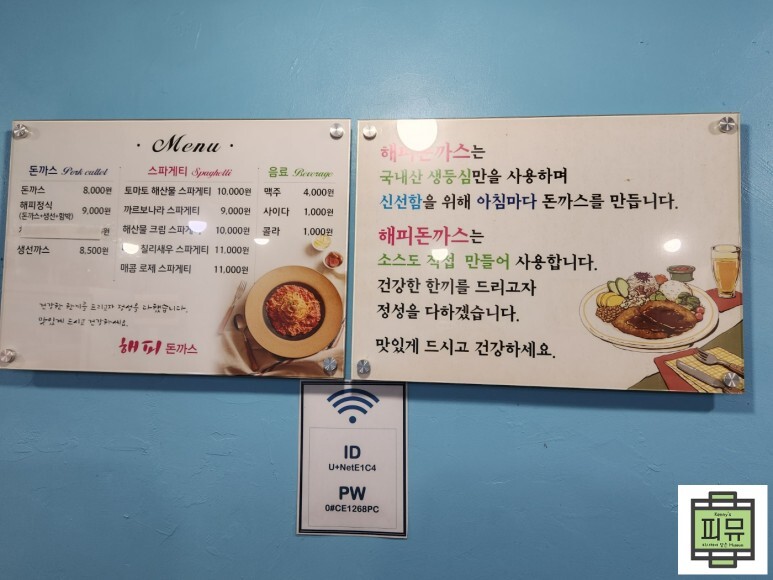 · Menu ·
돈까스 Pork cutlet
돈까스 8,000원
해피정식 9,000원
(돈까스+생선+함박)
원
생선까스 8,500원
스파게티 Spaghetti
토마토 해산물 스파게티 10,000원
까르보나라 스파게티 9,000원
해산물 크림 스파게티 10,000원
칠리새우 스파게티 11,000원
매콤 로제 스파게티 11,000원
음료 Beverage
맥주 4,000원
사이다 1,000원
콜라 1,000원
건강한 한끼를 드리고자 정성을 다했습니다.
맛있게 드시고 건강하세요.
해피 돈까스
해피돈까스는
국내산 생등심만을 사용하며
신선함을 위해 아침마다 돈까스를 만듭니다.
해피돈까스는
소스도 직접 만들어 사용합니다.
건강한 한끼를 드리고자
정성을 다하겠습니다.
맛있게 드시고 건강하세요.
ID
U+NetE1C4
PW
0#CE1268PC
Kenny's
피뮤